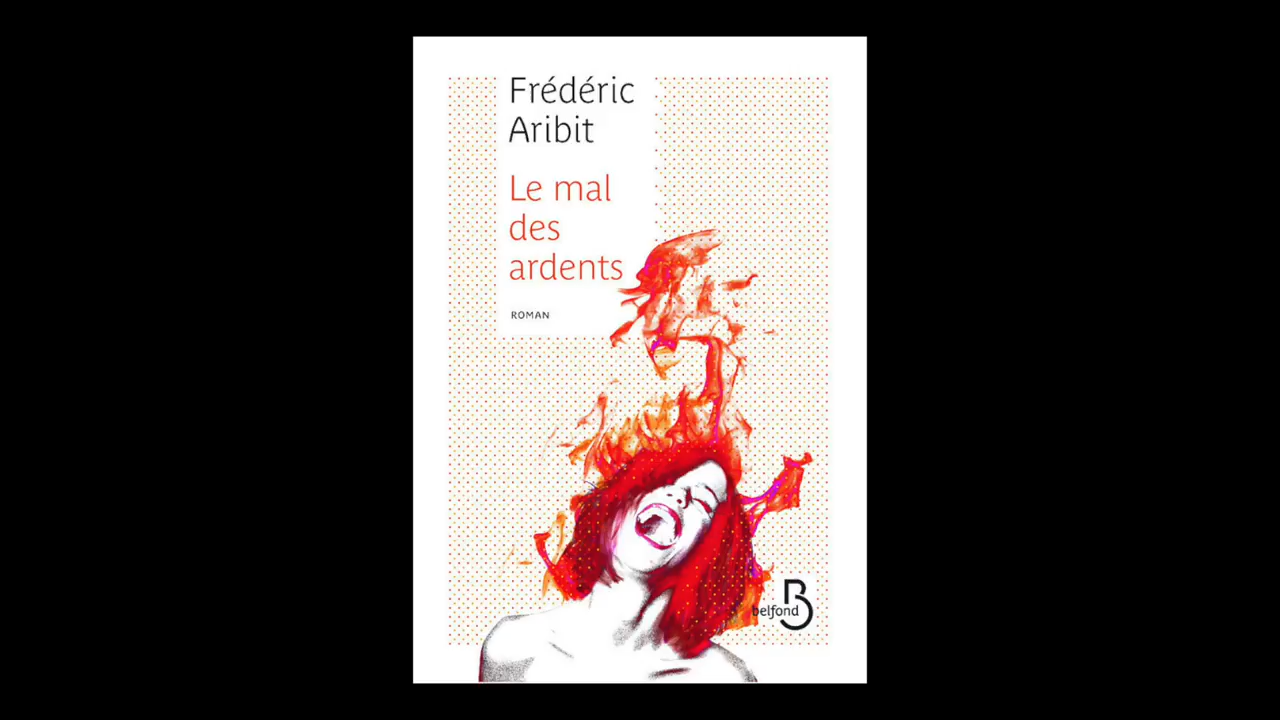 Frédéric
Aribit
Le mal
des
ardents
ROMAN
belfond